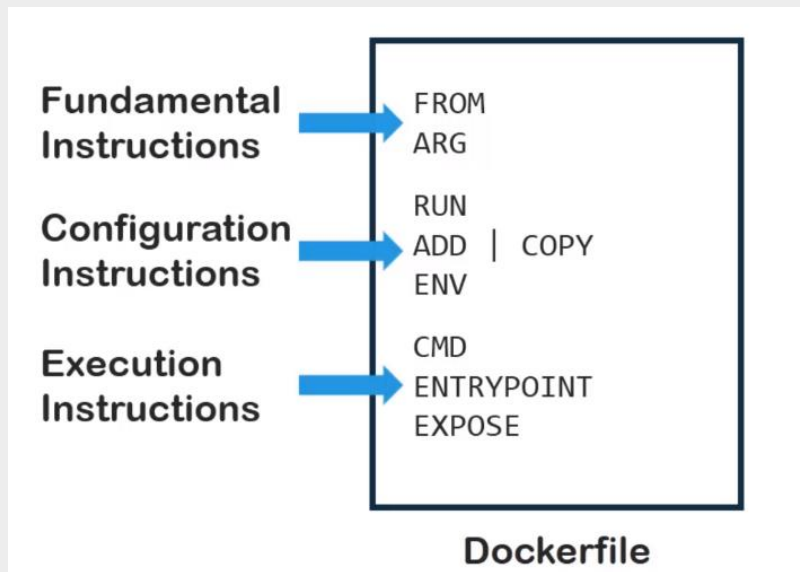 Fundamental
Instructions
FROM
ARG
Configuration
Instructions
RUN
ADD | COPY
ENV
Execution
Instructions
CMD
ENTRYPOINT
EXPOSE
Dockerfile